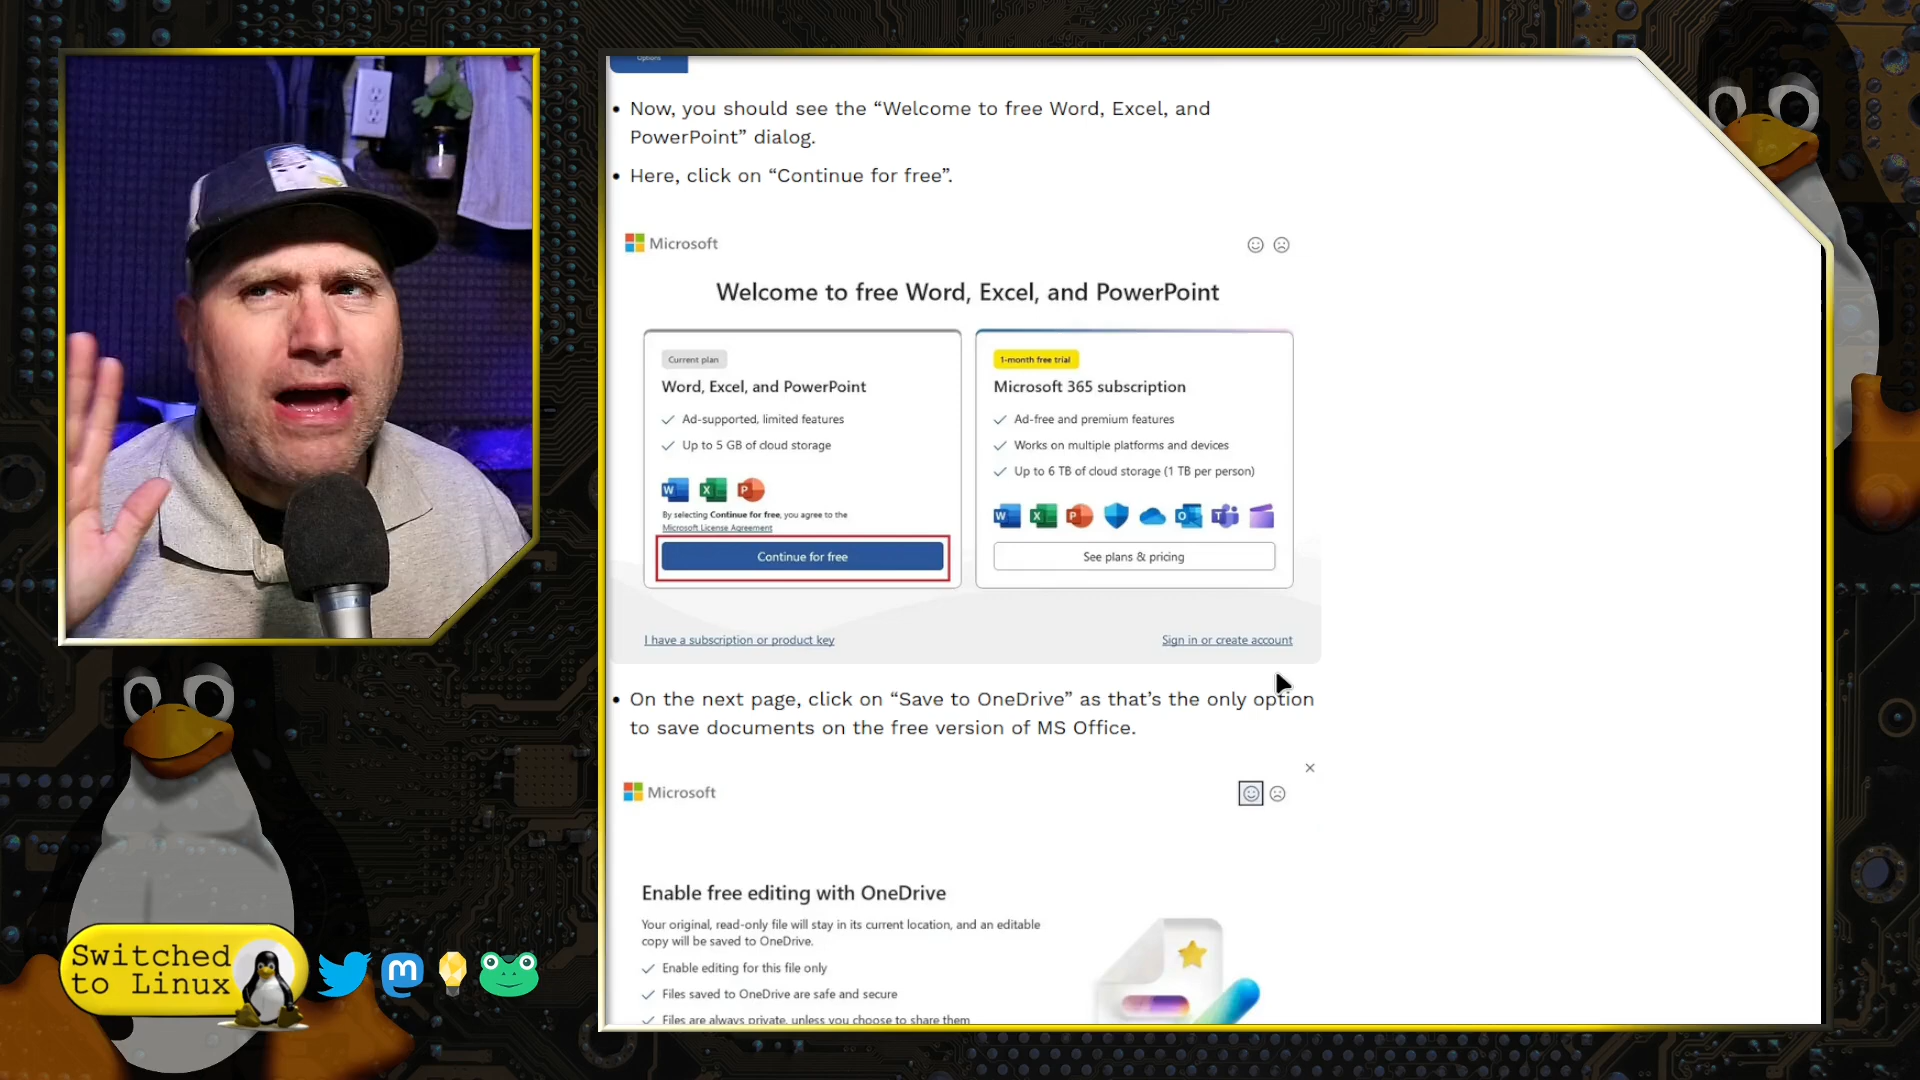 Options
• Now, you should see the “Welcome to free Word, Excel, and
PowerPoint” dialog.
• Here, click on “Continue for free”.
Microsoft
Welcome to free Word, Excel, and PowerPoint
Current plan
Word, Excel, and PowerPoint
Ad-supported, limited features
Up to 5 GB of cloud storage
By selecting Continue for free, you agree to the
Microsoft License Agreement
Continue for free
1-month free trial
Microsoft 365 subscription
Ad-free and premium features
Works on multiple platforms and devices
Up to 6 TB of cloud storage (1 TB per person)
See plans & pricing
I have a subscription or product key
Sign in or create account
• On the next page, click on “Save to OneDrive” as that’s the only option
to save documents on the free version of MS Office.
Microsoft
Enable free editing with OneDrive
Your original, read-only file will stay in its current location, and an editable
copy will be saved to OneDrive.
Enable editing for this file only
Files saved to OneDrive are safe and secure
Files are always private, unless you choose to share them
Switched
to Linux